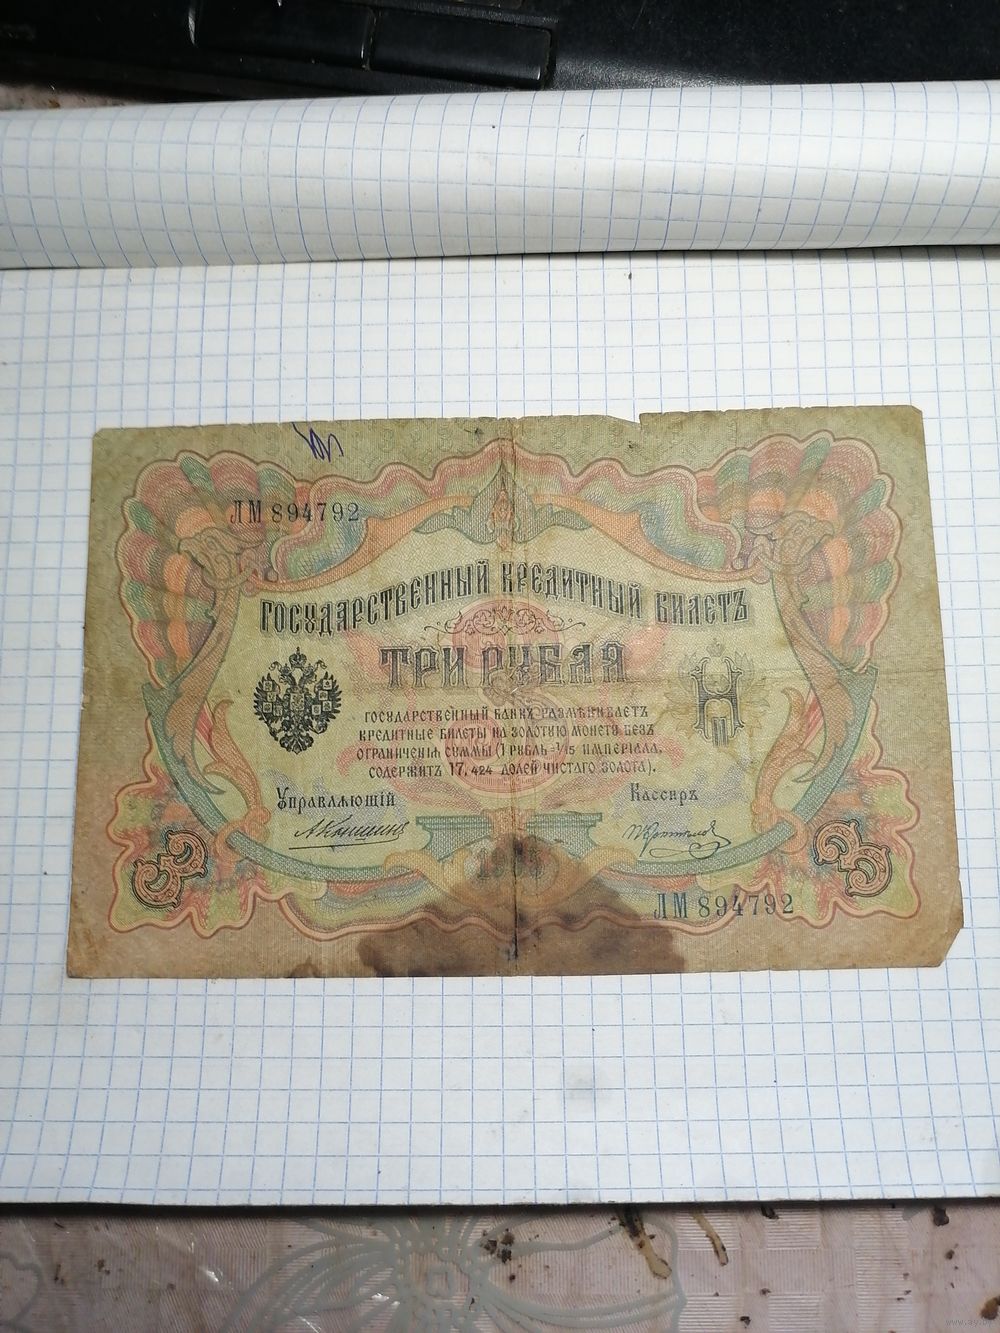 ЛМ 894792
ГОСУДАРСТВЕННЫЙ КРЕДИТНЫЙ БИЛЕТЪ
ТРИ РУБЛЯ
ГОСУДАРСТВЕННЫЙ БАНКЪ РАЗМѢНИВАЕТЪ
КРЕДИТНЫЕ БИЛЕТЫ НА ЗОЛОТУЮ МОНЕТУ БЕЗЪ
ОГРАНИЧЕНІЯ СУММЫ (1 РУБЛЬ = 1/15 ИМПЕРІАЛА,
СОДЕРЖИТЪ 17,424 ДОЛЕЙ ЧИСТАГО ЗОЛОТА).
Управляющій Кассиръ
3 1905 3
ЛМ 894792